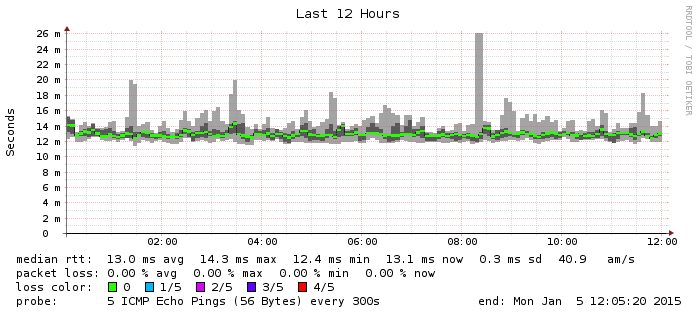 Last 12 Hours
RRDTOOL / TOBI OETIKER
Seconds
26 m
24 m
22 m
20 m
18 m
16 m
14 m
12 m
10 m
8 m
6 m
4 m
2 m
0
02:00 04:00 06:00 08:00 10:00 12:00
median rtt: 13.0 ms avg 14.3 ms max 12.4 ms min 13.1 ms now 0.3 ms sd 40.9 am/s
packet loss: 0.00 % avg 0.00 % max 0.00 % min 0.00 % now
loss color: 0 1/5 2/5 3/5 4/5
probe: 5 ICMP Echo Pings (56 Bytes) every 300s end: Mon Jan 5 12:05:20 2015